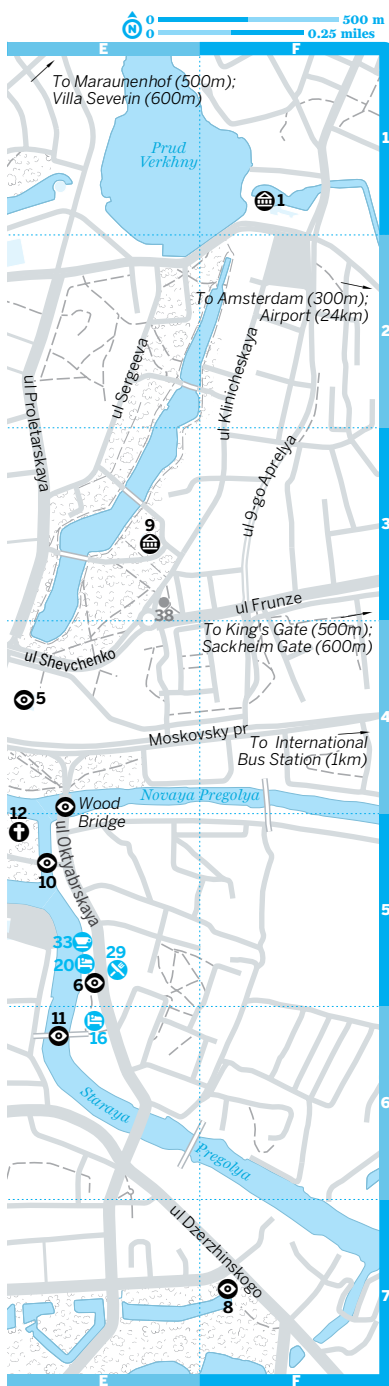 0 500 m
N 0 0.25 miles
E F
To Maraunenhof (500m);
Villa Severin (600m)
1
Prud
Verkhny
1
To Amsterdam (300m);
Airport (24km)
2
ul Sergeeva
ul Klinicheskaya
ul Proletarskaya
ul 9-go Aprelya
9
3
38
ul Frunze
To King's Gate (500m);
Sackheim Gate (600m)
ul Shevchenko
5
4
Moskovsky pr
To International
Bus Station (1km)
Novaya Pregolya
Wood
Bridge
12
ul Oktyabrskaya
10
5
33
29
20
6
11
16
Staraya
6
Pregolya
ul Dzerzhinskogo
8
7
E F